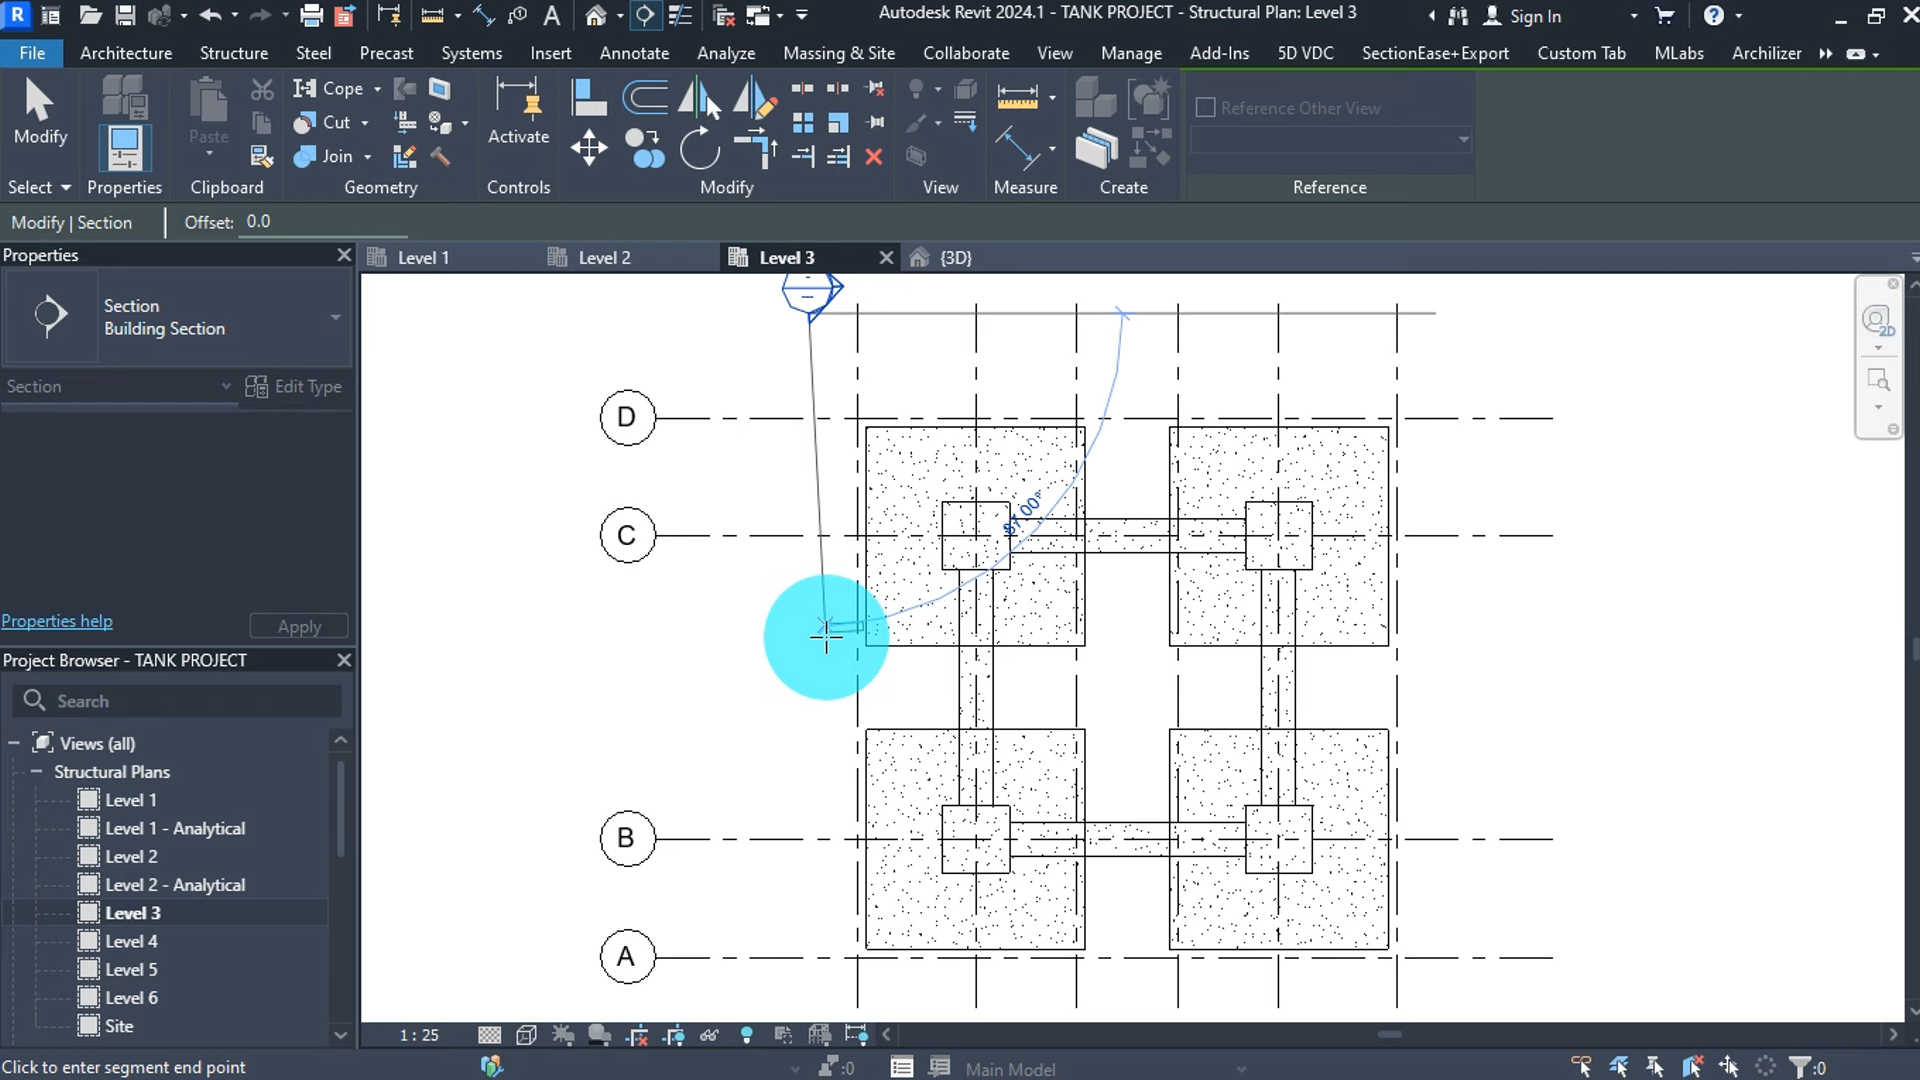 Autodesk Revit 2024.1 - TANK PROJECT - Structural Plan: Level 3
Sign In
File Architecture Structure Steel Precast Systems Insert Annotate Analyze Massing & Site Collaborate View Manage Add-Ins 5D VDC SectionEase+Export Custom Tab MLabs Archilizer
Modify
Paste
Cope
Cut
Join
Activate
Reference Other View
Select Properties Clipboard Geometry Controls Modify View Measure Create Reference
Modify | Section Offset: 0.0
Properties
Level 1 Level 2 Level 3 {3D}
Section
Building Section
Section Edit Type
Properties help Apply
Project Browser - TANK PROJECT
Search
Views (all)
Structural Plans
Level 1
Level 1 - Analytical
Level 2
Level 2 - Analytical
Level 3
Level 4
Level 5
Level 6
Site
2D
D
C
87.00°
B
A
1 : 25
Click to enter segment end point
:0
Main Model
:0